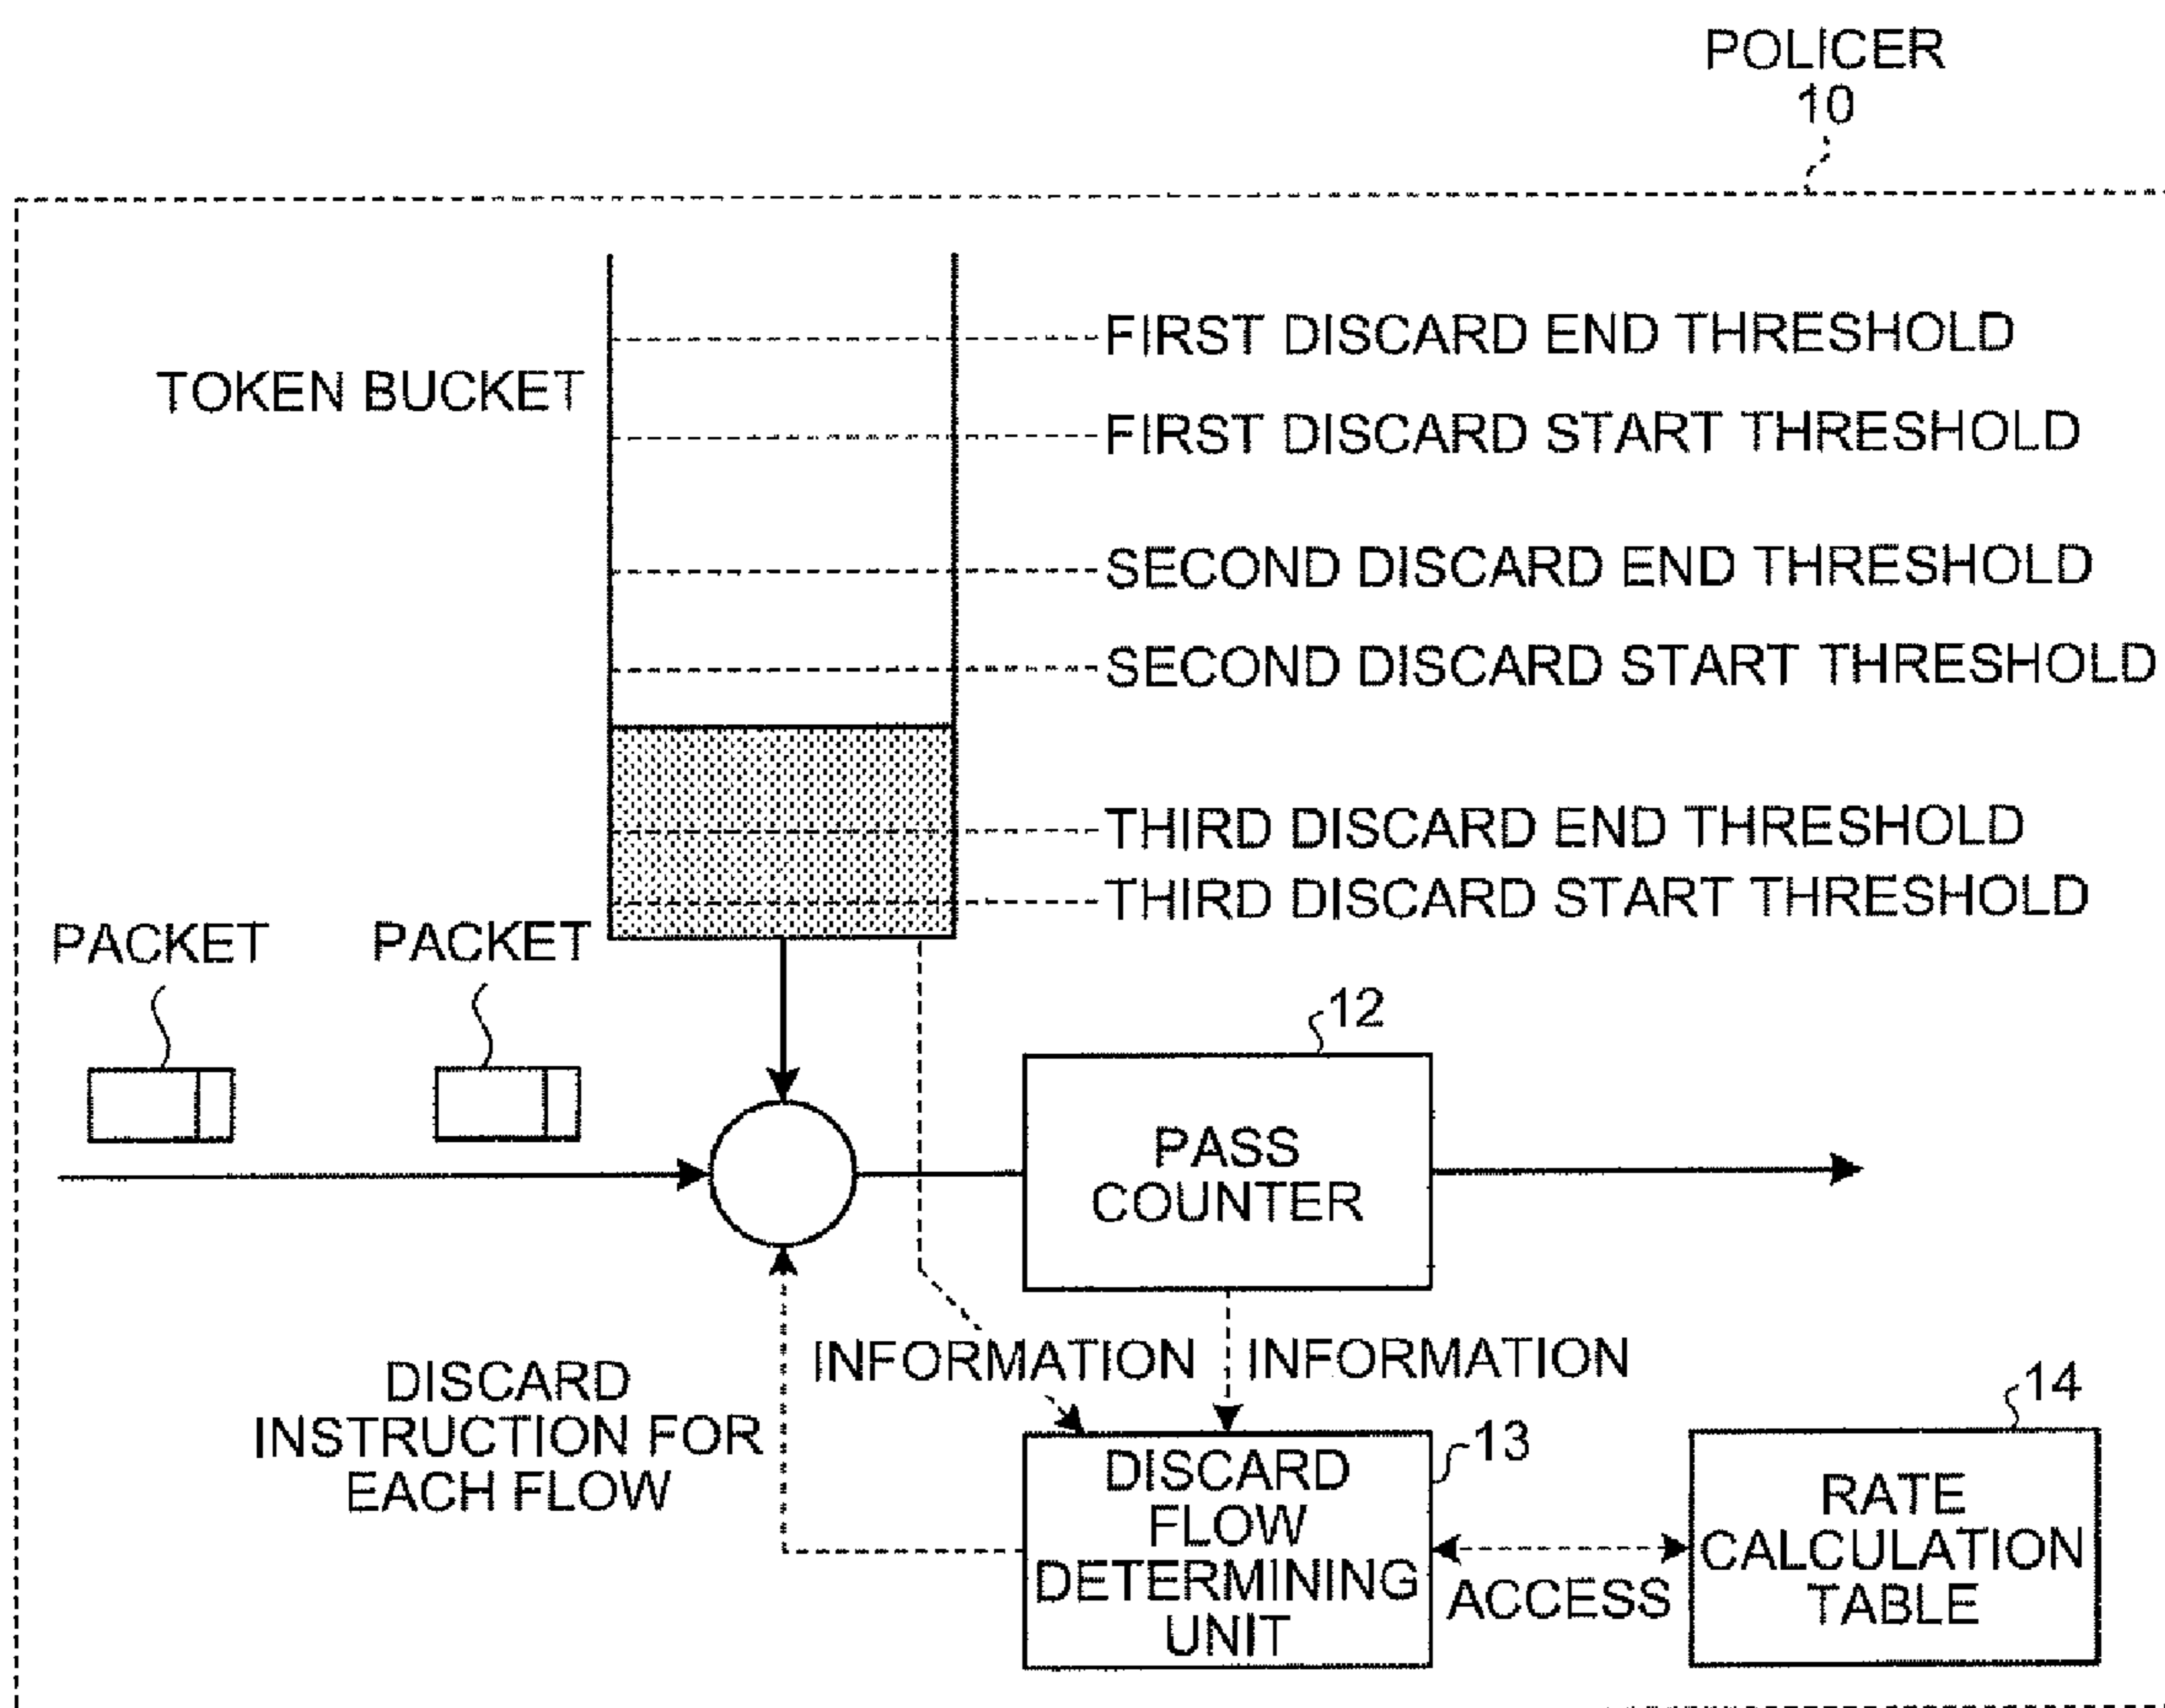 POLICER
10
FIRST DISCARD END THRESHOLD
TOKEN BUCKET
FIRST DISCARD START THRESHOLD
SECOND DISCARD END THRESHOLD
SECOND DISCARD START THRESHOLD
THIRD DISCARD END THRESHOLD
THIRD DISCARD START THRESHOLD
PACKET
PACKET
12
PASS
COUNTER
INFORMATION
INFORMATION
DISCARD
INSTRUCTION FOR
EACH FLOW
13
DISCARD
FLOW
DETERMINING
UNIT
ACCESS
14
RATE
CALCULATION
TABLE